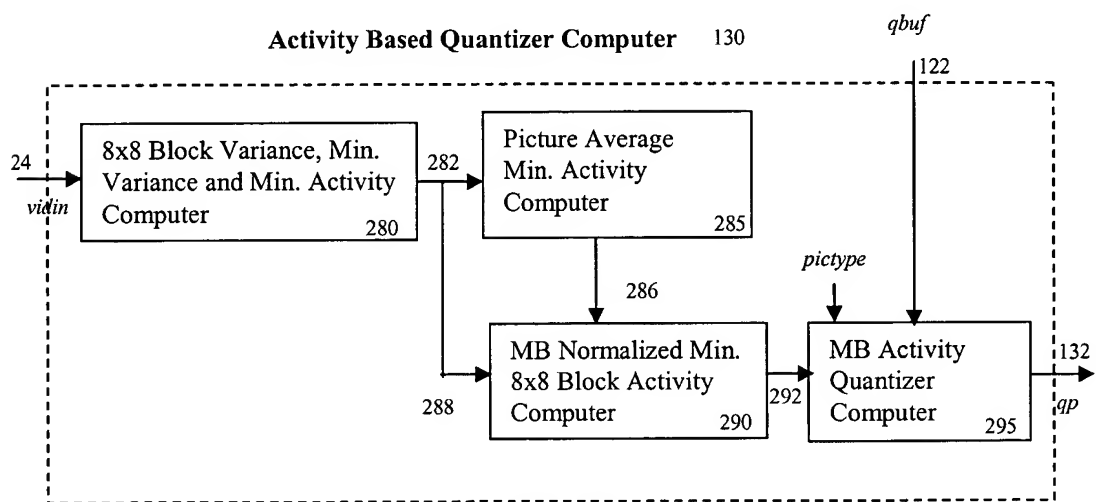 Activity Based Quantizer Computer 130
qbuf
122
24
vidin
8x8 Block Variance, Min.
Variance and Min. Activity
Computer
280
282
Picture Average
Min. Activity
Computer
285
286
pictype
288
MB Normalized Min.
8x8 Block Activity
Computer
290
292
MB Activity
Quantizer
Computer
295
132
qp